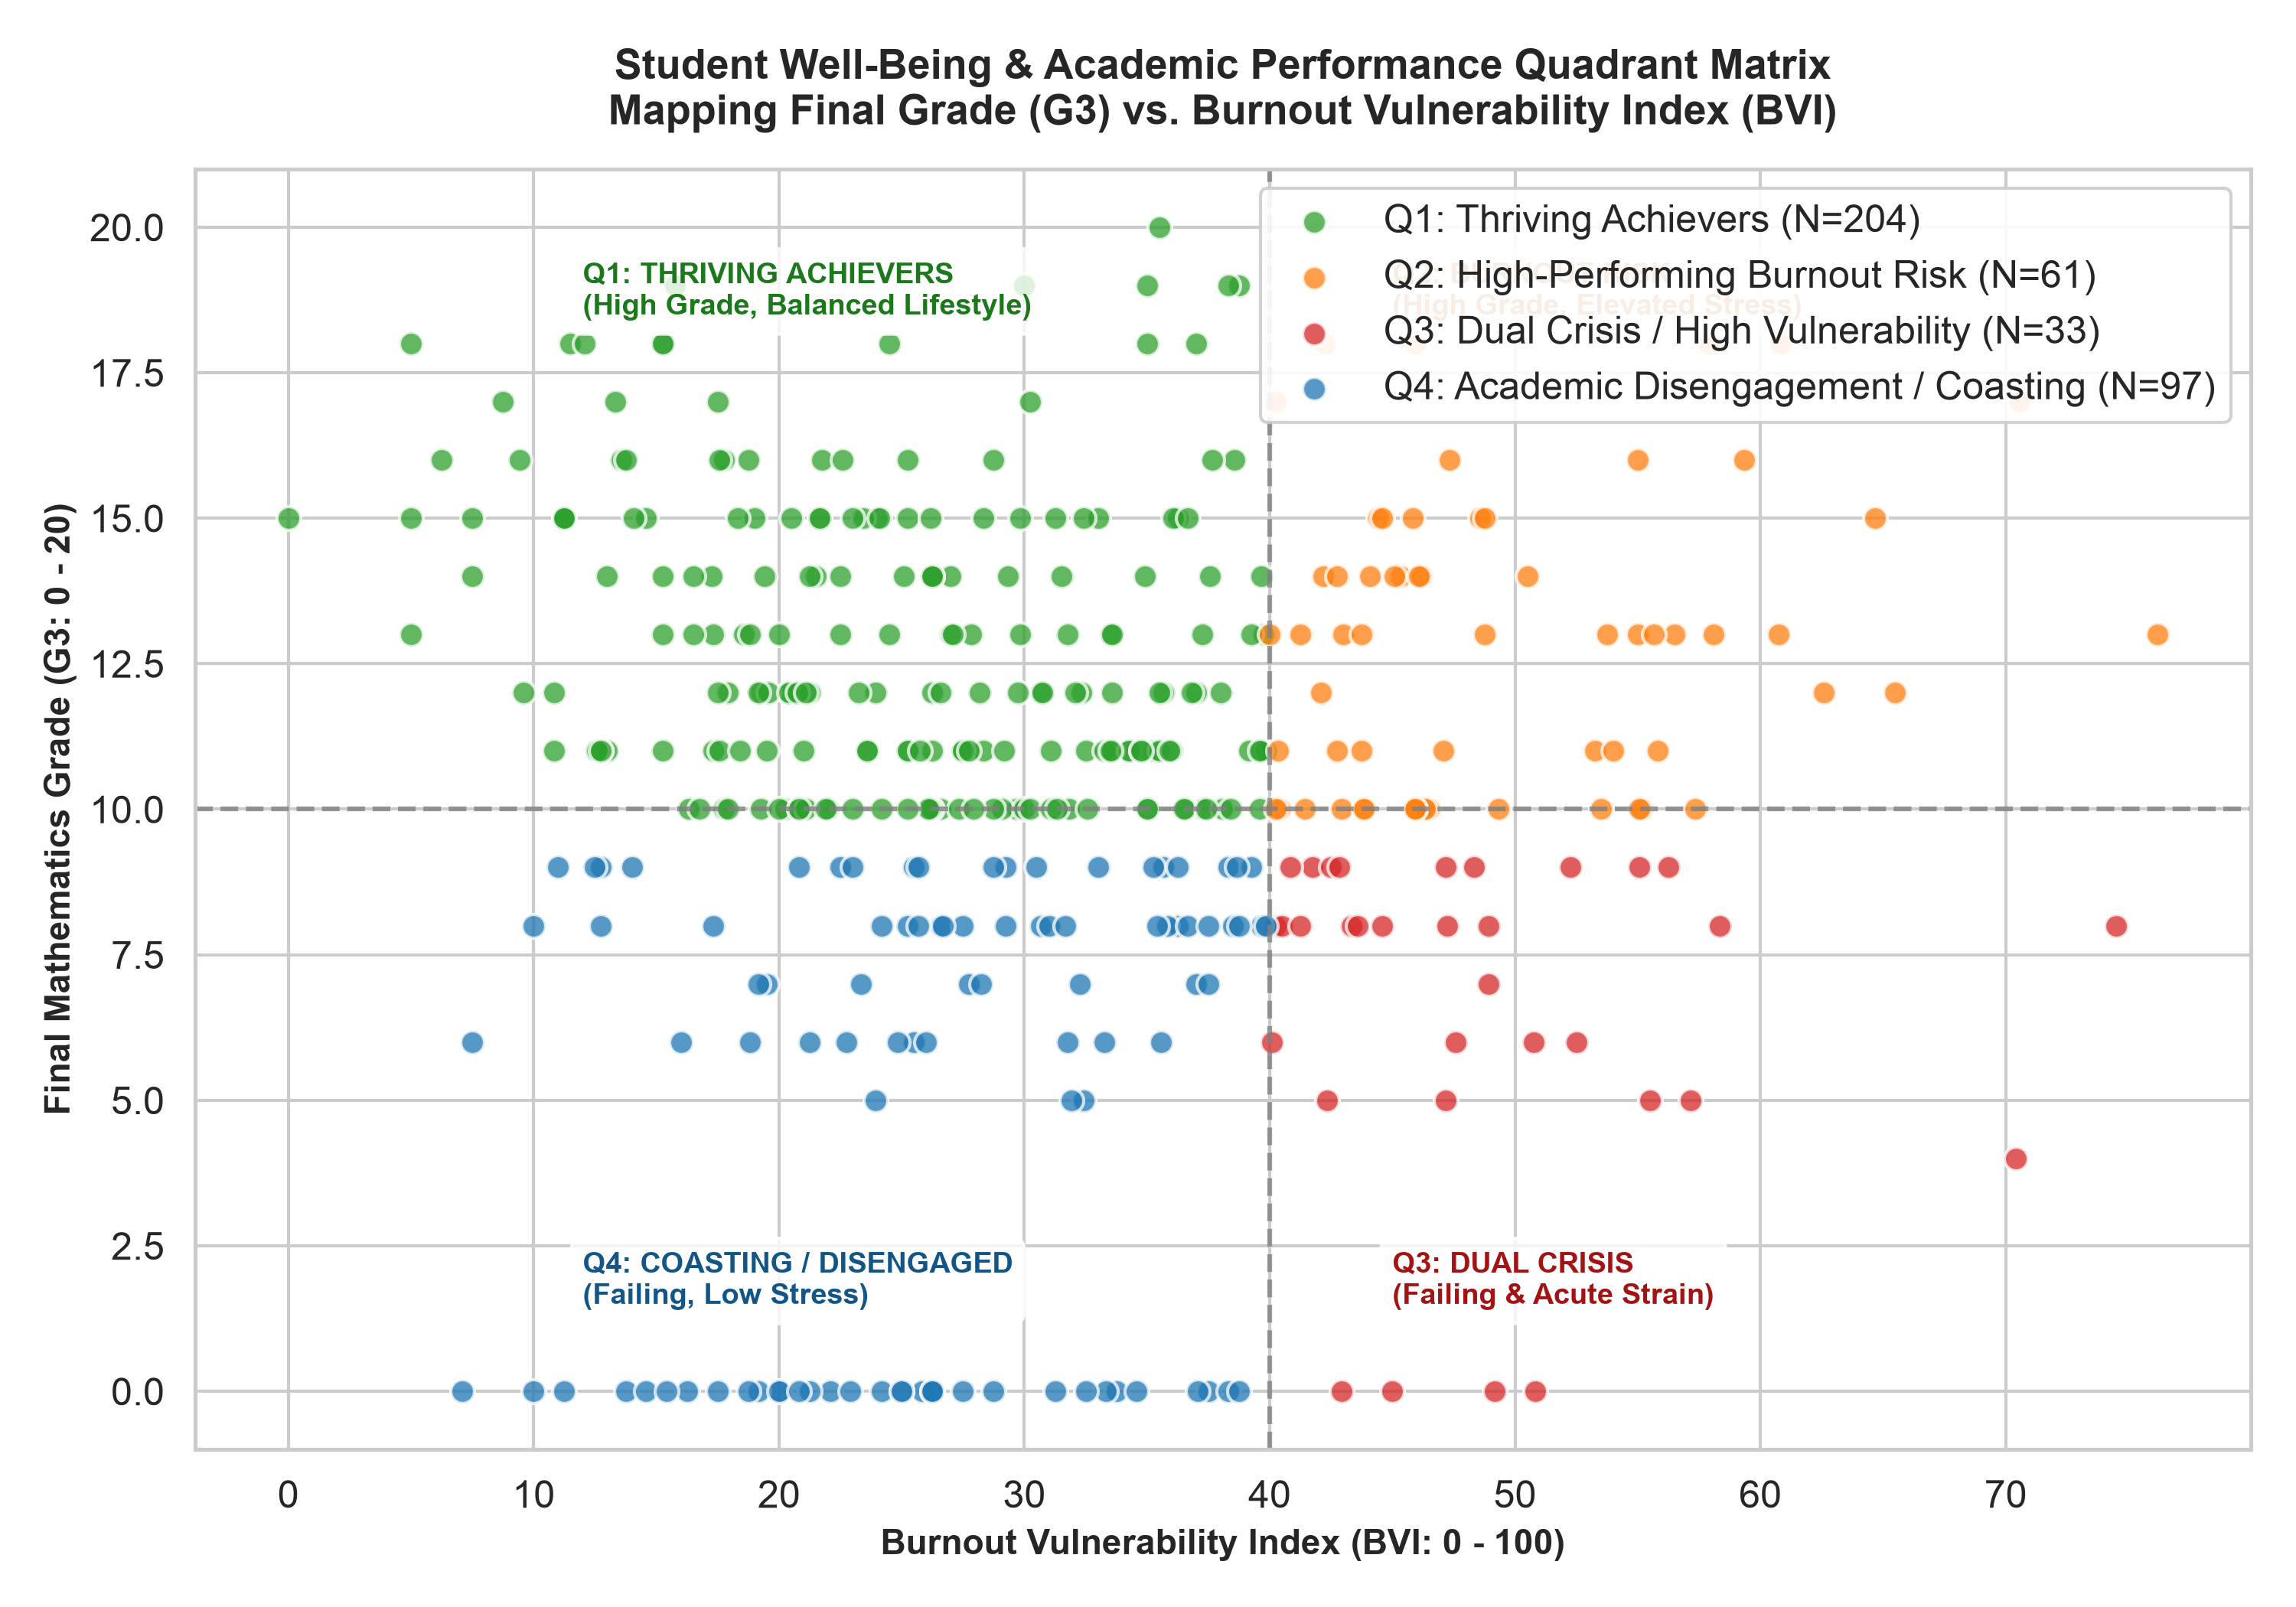 Student Well-Being & Academic Performance Quadrant Matrix
Mapping Final Grade (G3) vs. Burnout Vulnerability Index (BVI)
Q1: Thriving Achievers (N=204)
Q2: High-Performing Burnout Risk (N=61)
Q3: Dual Crisis / High Vulnerability (N=33)
Q4: Academic Disengagement / Coasting (N=97)
Q1: THRIVING ACHIEVERS
(High Grade, Balanced Lifestyle)
(High Grade, Elevated Stress)
Q4: COASTING / DISENGAGED
(Failing, Low Stress)
Q3: DUAL CRISIS
(Failing & Acute Strain)
Final Mathematics Grade (G3: 0 - 20)
20.0
17.5
15.0
12.5
10.0
7.5
5.0
2.5
0.0
0 10 20 30 40 50 60 70
Burnout Vulnerability Index (BVI: 0 - 100)